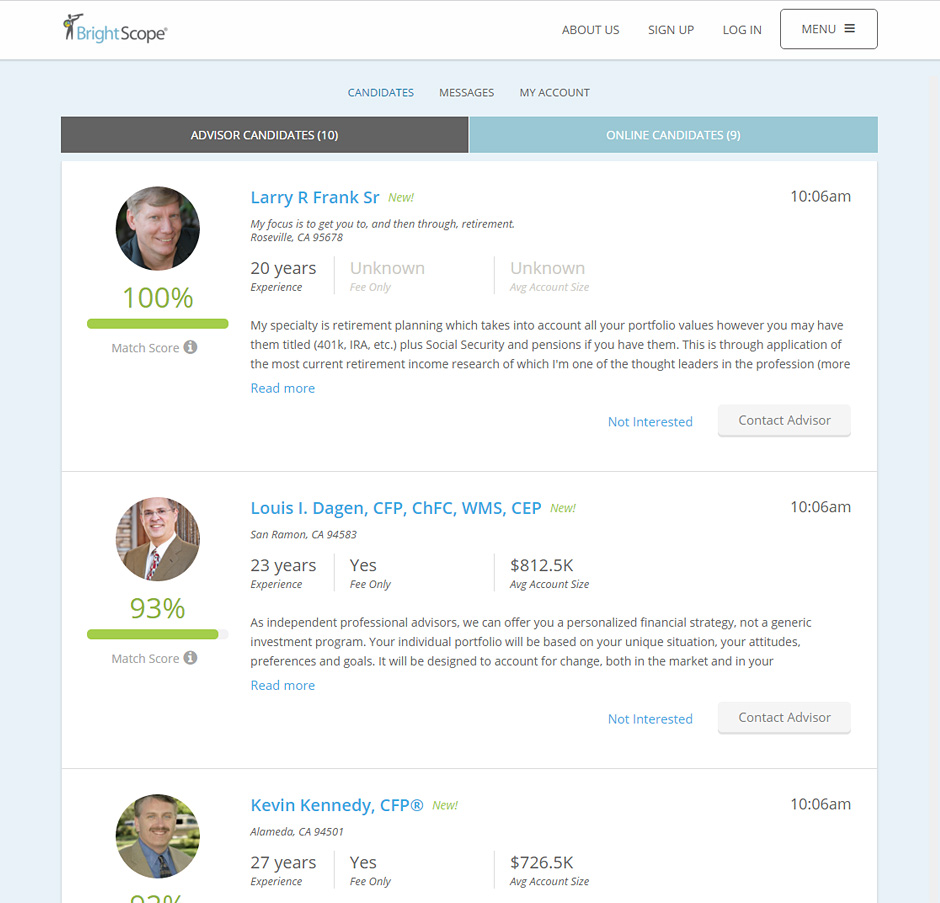 BrightScope
ABOUT US SIGN UP LOG IN MENU
CANDIDATES MESSAGES MY ACCOUNT
ADVISOR CANDIDATES (10) ONLINE CANDIDATES (9)
Larry R Frank Sr New! 10:06am
My focus is to get you to, and then through, retirement.
Roseville, CA 95678
20 years Unknown Unknown
Experience Fee Only Avg Account Size
100%
Match Score
My specialty is retirement planning which takes into account all your portfolio values however you may have
them titled (401k, IRA, etc.) plus Social Security and pensions if you have them. This is through application of
the most current retirement income research of which I'm one of the thought leaders in the profession (more
Read more
Not Interested Contact Advisor
Louis I. Dagen, CFP, ChFC, WMS, CEP New! 10:06am
San Ramon, CA 94583
23 years Yes $812.5K
Experience Fee Only Avg Account Size
93%
Match Score
As independent professional advisors, we can offer you a personalized financial strategy, not a generic
investment program. Your individual portfolio will be based on your unique situation, your attitudes,
preferences and goals. It will be designed to account for change, both in the market and in your
Read more
Not Interested Contact Advisor
Kevin Kennedy, CFP® New! 10:06am
Alameda, CA 94501
27 years Yes $726.5K
Experience Fee Only Avg Account Size